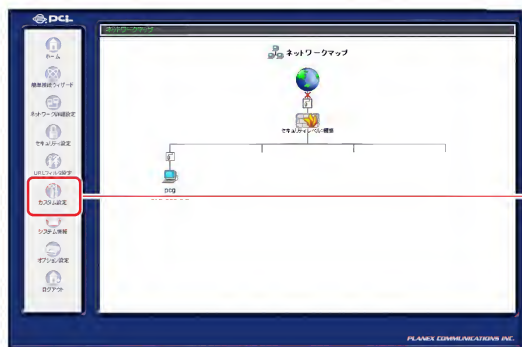 PCi
ネットワークマップ
ホーム
簡単接続ウィザード
ネットワーク詳細設定
セキュリティ設定
URLフィルタ設定
カスタム設定
システム情報
オプション設定
ログアウト
ネットワークマップ
セキュリティレベル:標準
pcg
PLANEX COMMUNICATIONS INC.